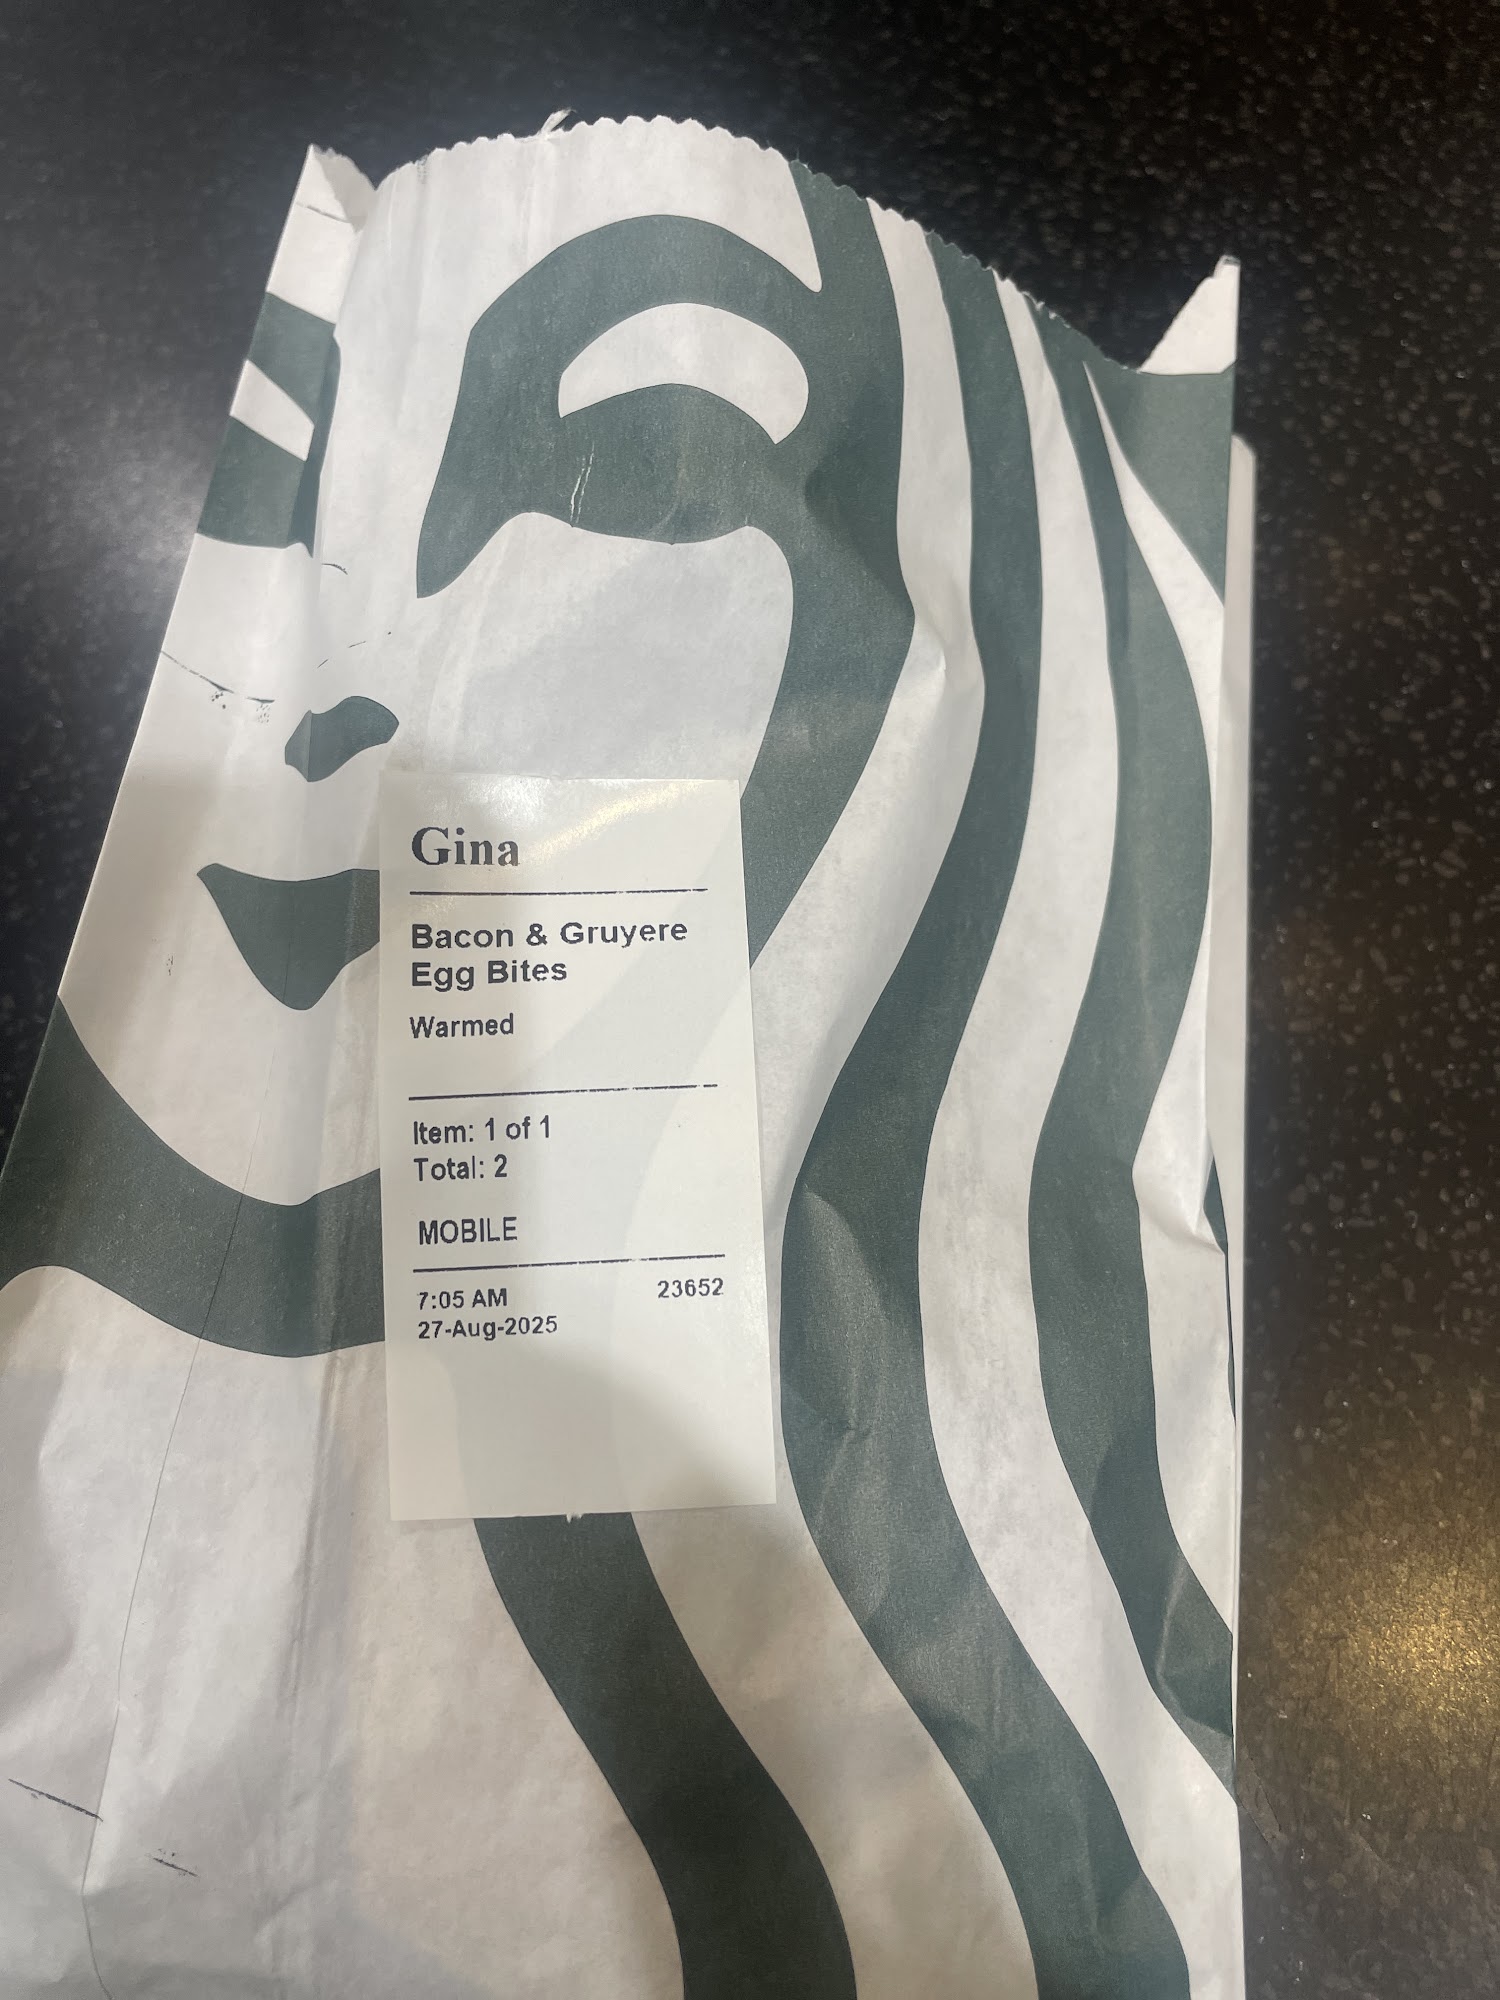 Gina
Bacon & Gruyere
Egg Bites
Warmed
Item: 1 of 1
Total: 2
MOBILE
7:05 AM 23652
27-Aug-2025